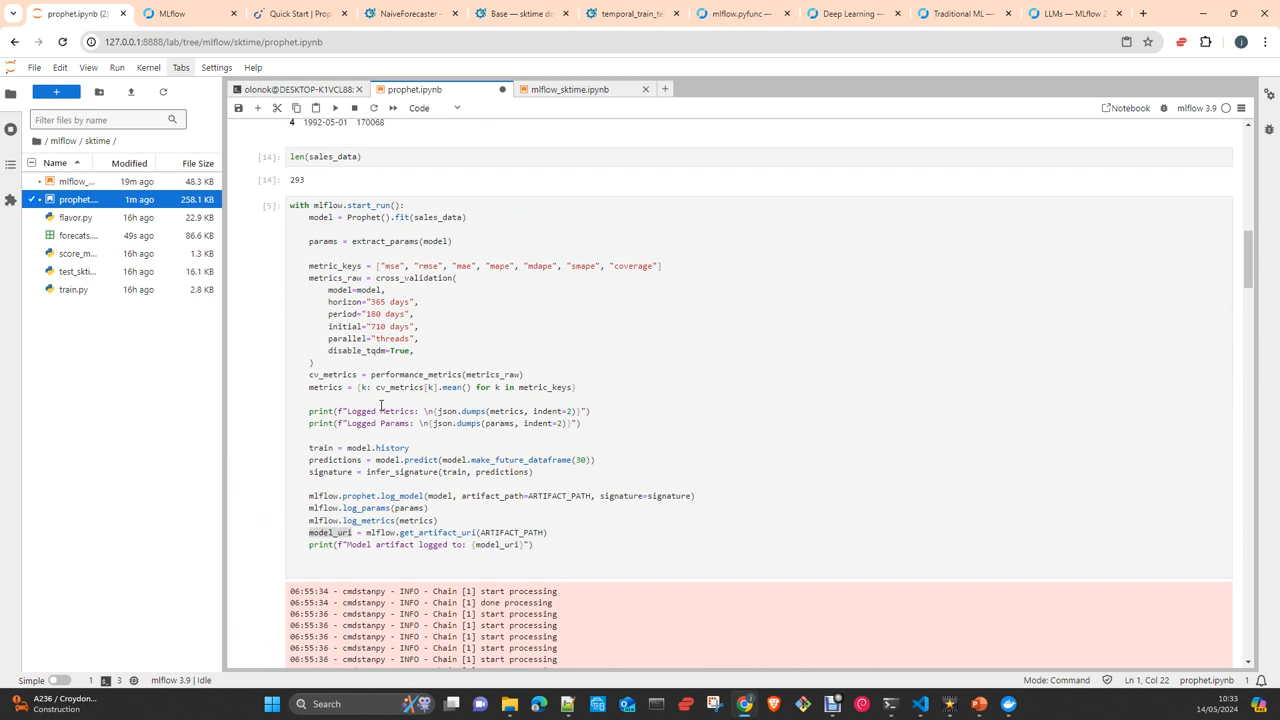 prophet.ipynb
MLflow
Quick Start | Prop
NaiveForecaster
Base — sktime do
temporal_train_te
mlflow.pyfunc —
Deep Learning —
Traditional ML —
LLMs — MLflow 2
127.0.0.1:8888/lab/tree/mlflow/sktime/prophet.ipynb
File Edit View Run Kernel Tabs Settings Help
olonok@DESKTOP-K1VCL88:
prophet.ipynb
mlflow_sktime.ipynb
Code
Notebook
mlflow 3.9
Filter files by name
/ mlflow / sktime /
Name Modified File Size
mlflow_... 19m ago 48.3 KB
prophet.... 1m ago 258.1 KB
flavor.py 16h ago 22.9 KB
forecats.... 49s ago 86.6 KB
score_m... 16h ago 1.3 KB
test_skti... 16h ago 16.1 KB
train.py 16h ago 2.8 KB
4 1992-05-01 170068
[14]: len(sales_data)
[14]: 293
[5]: with mlflow.start_run():
model = Prophet().fit(sales_data)
params = extract_params(model)
metric_keys = ["mse", "rmse", "mae", "mape", "mdape", "smape", "coverage"]
metrics_raw = cross_validation(
model=model,
horizon="365 days",
period="180 days",
initial="710 days",
parallel="threads",
disable_tqdm=True,
)
cv_metrics = performance_metrics(metrics_raw)
metrics = {k: cv_metrics[k].mean() for k in metric_keys}
print(f"Logged Metrics: \n{json.dumps(metrics, indent=2)}")
print(f"Logged Params: \n{json.dumps(params, indent=2)}")
train = model.history
predictions = model.predict(model.make_future_dataframe(30))
signature = infer_signature(train, predictions)
mlflow.prophet.log_model(model, artifact_path=ARTIFACT_PATH, signature=signature)
mlflow.log_params(params)
mlflow.log_metrics(metrics)
model_uri = mlflow.get_artifact_uri(ARTIFACT_PATH)
print(f"Model artifact logged to: {model_uri}")
06:55:34 - cmdstanpy - INFO - Chain [1] start processing
06:55:34 - cmdstanpy - INFO - Chain [1] done processing
06:55:36 - cmdstanpy - INFO - Chain [1] start processing
06:55:36 - cmdstanpy - INFO - Chain [1] start processing
06:55:36 - cmdstanpy - INFO - Chain [1] start processing
06:55:36 - cmdstanpy - INFO - Chain [1] start processing
06:55:36 - cmdstanpy - INFO - Chain [1] start processing
Simple 1 3 mlflow 3.9 | Idle
Mode: Command Ln 1, Col 22 prophet.ipynb 1
A236 / Croydon...
Construction
Search
10:33
14/05/2024